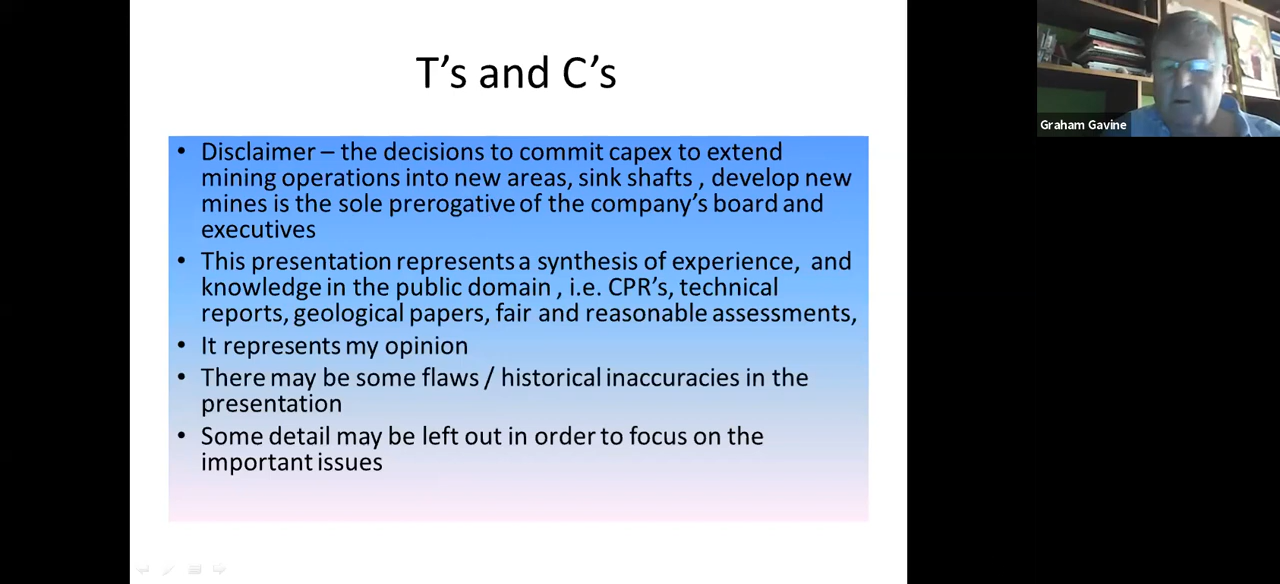 T's and C's
• Disclaimer – the decisions to commit capex to extend
mining operations into new areas, sink shafts , develop new
mines is the sole prerogative of the company's board and
executives
• This presentation represents a synthesis of experience, and
knowledge in the public domain , i.e. CPR's, technical
reports, geological papers, fair and reasonable assessments,
• It represents my opinion
• There may be some flaws / historical inaccuracies in the
presentation
• Some detail may be left out in order to focus on the
important issues
Graham Gavine